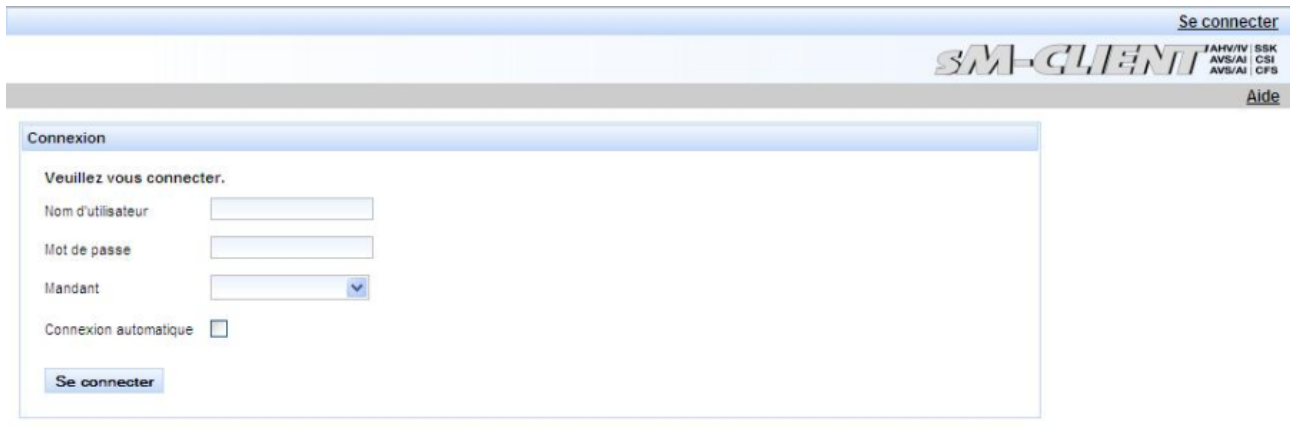 Se connecter
sM-CLIENT AHV/IV | SSK
AVS/AI | CSI
AVS/AI | CFS
Aide
Connexion
Veuillez vous connecter.
Nom d'utilisateur
Mot de passe
Mandant
Connexion automatique
Se connecter